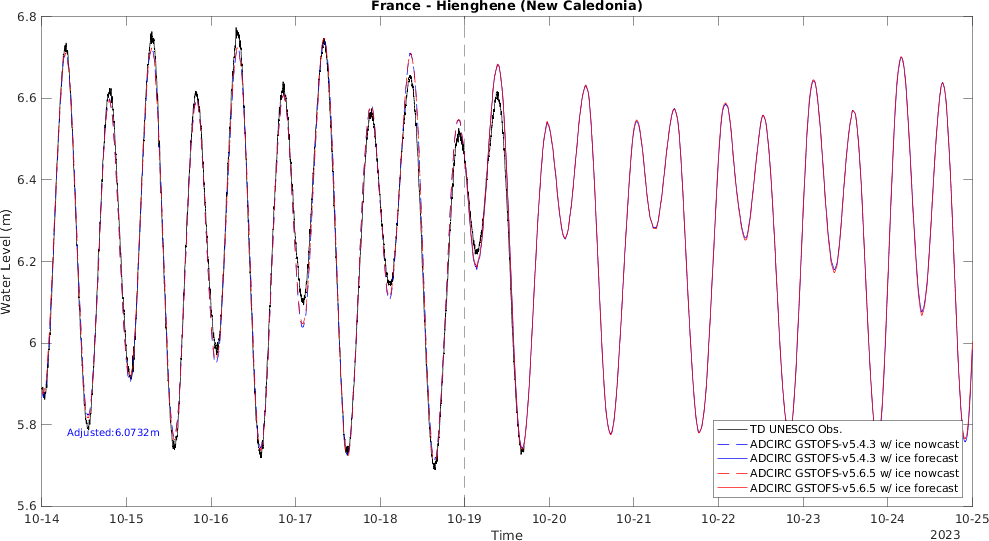 France - Hienghene (New Caledonia)
Water Level (m)
6.8
6.6
6.4
6.2
6
5.8
5.6
Adjusted:6.0732m
TD UNESCO Obs.
ADCIRC GSTOFS-v5.4.3 w/ ice nowcast
ADCIRC GSTOFS-v5.4.3 w/ ice forecast
ADCIRC GSTOFS-v5.6.5 w/ ice nowcast
ADCIRC GSTOFS-v5.6.5 w/ ice forecast
10-14 10-15 10-16 10-17 10-18 10-19 10-20 10-21 10-22 10-23 10-24 10-25
Time
2023